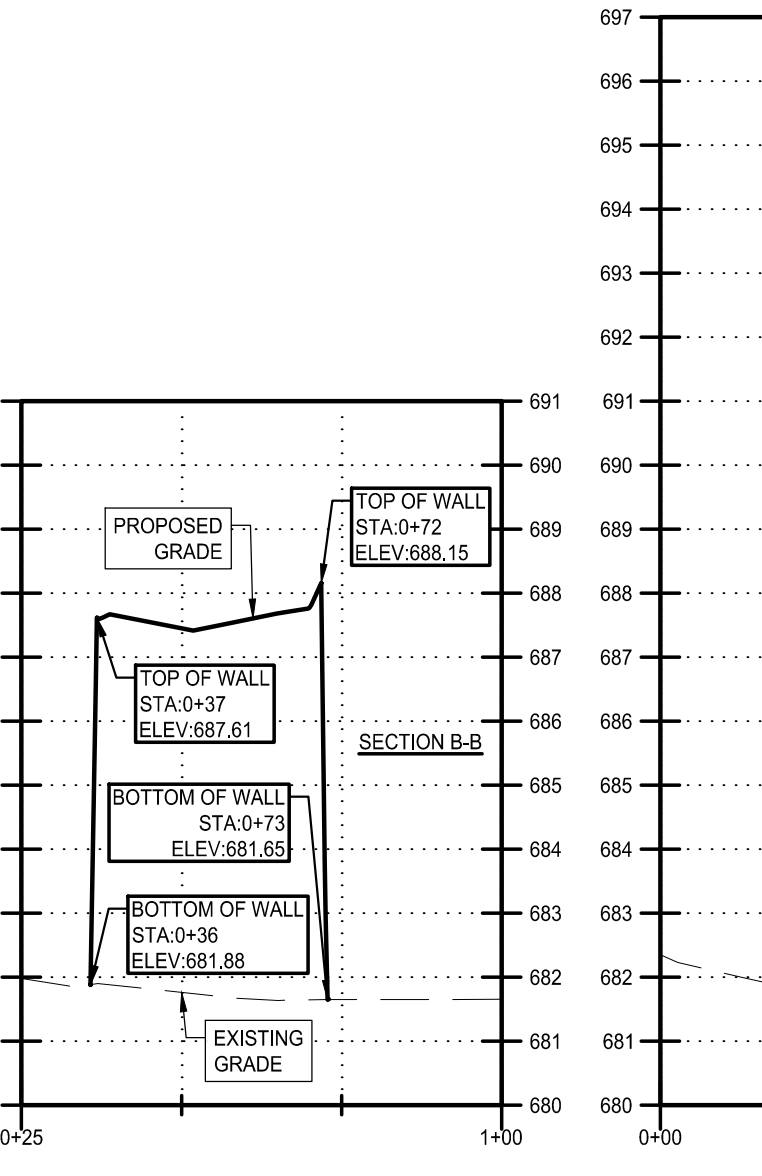 697
696
695
694
693
692
691
691
690
690
TOP OF WALL
STA:0+72
ELEV:688.15
PROPOSED
GRADE
689
689
688
688
687
687
TOP OF WALL
STA:0+37
ELEV:687.61
686
686
SECTION B-B
685
685
BOTTOM OF WALL
STA:0+73
ELEV:681.65
684
684
683
683
BOTTOM OF WALL
STA:0+36
ELEV:681.88
682
682
EXISTING
GRADE
681
681
680
680
0+25
1+00
0+00